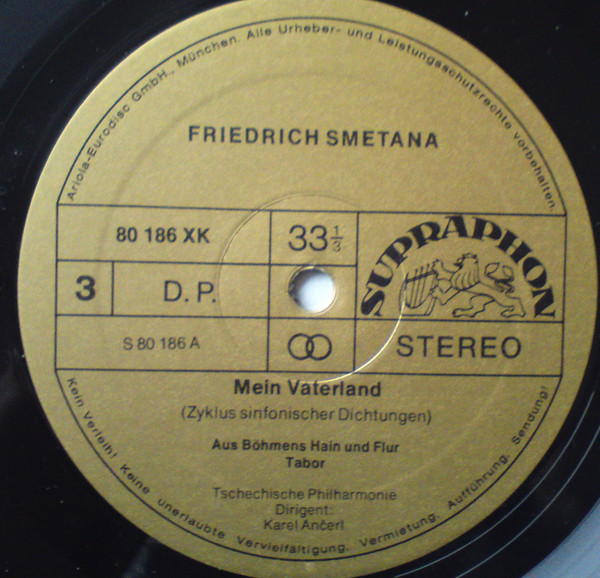 Ariola-Eurodisc GmbH., München. Alle Urheber- und Leistungsschutzrechte vorbehalten.
FRIEDRICH SMETANA
80 186 XK
33 1/3
SUPRAPHON
3
D.P.
S 80 186 A
STEREO
Mein Vaterland
(Zyklus sinfonischer Dichtungen)
Aus Böhmens Hain und Flur
Tabor
Tschechische Philharmonie
Dirigent:
Karel Ančerl
Kein Verleih! Keine unerlaubte Vervielfältigung, Vermietung, Aufführung, Sendung!